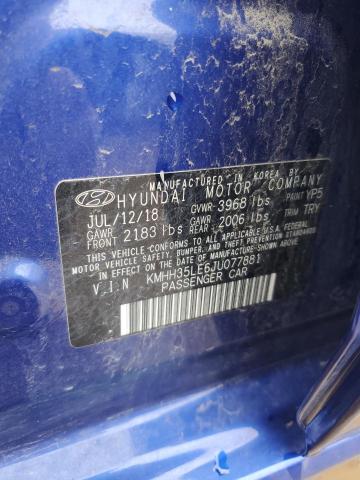 MANUFACTURED IN KOREA BY
HYUNDAI MOTOR COMPANY
JUL/12/18 GVWR 3968 lbs PAINT YP5
GAWR FRONT 2183 lbs GAWR REAR 2006 lbs TRIM TRY
THIS VEHICLE CONFORMS TO ALL APPLICABLE U.S. FEDERAL
MOTOR VEHICLE SAFETY, BUMPER, AND THEFT PREVENTION STANDARDS
IN EFFECT ON THE DATE OF MANUFACTURE SHOWN ABOVE.
V.I.N KMHH35LE6JU077881
PASSENGER CAR